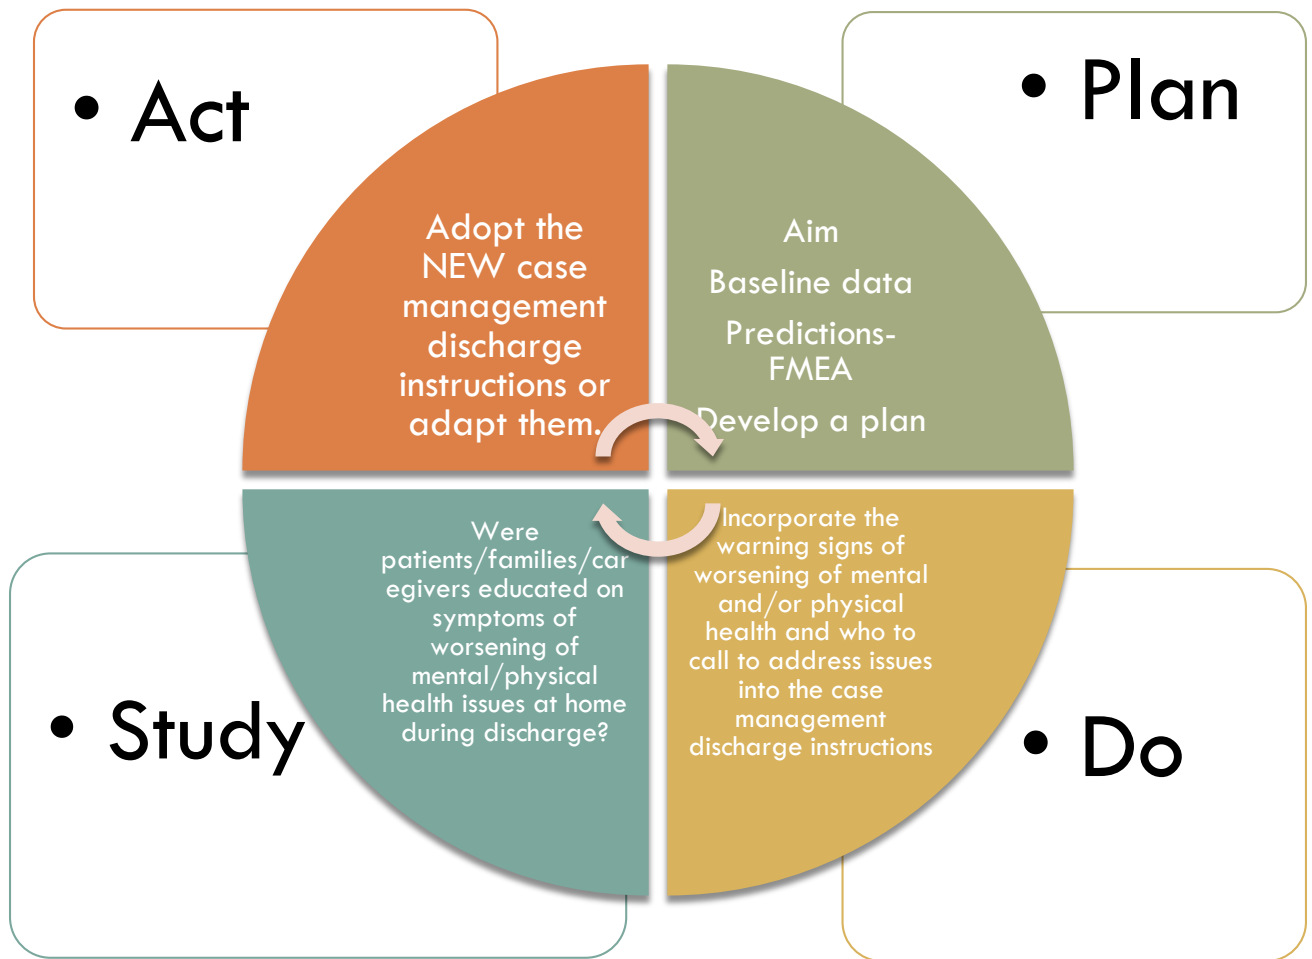 • Act
Adopt the
NEW case
management
discharge
instructions or
adapt them.
• Plan
Aim
Baseline data
Predictions-
FMEA
Develop a plan
• Study
Were
patients/families/car
egivers educated on
symptoms of
worsening of
mental/physical
health issues at home
during discharge?
• Do
Incorporate the
warning signs of
worsening of mental
and/or physical
health and who to
call to address issues
into the case
management
discharge instructions